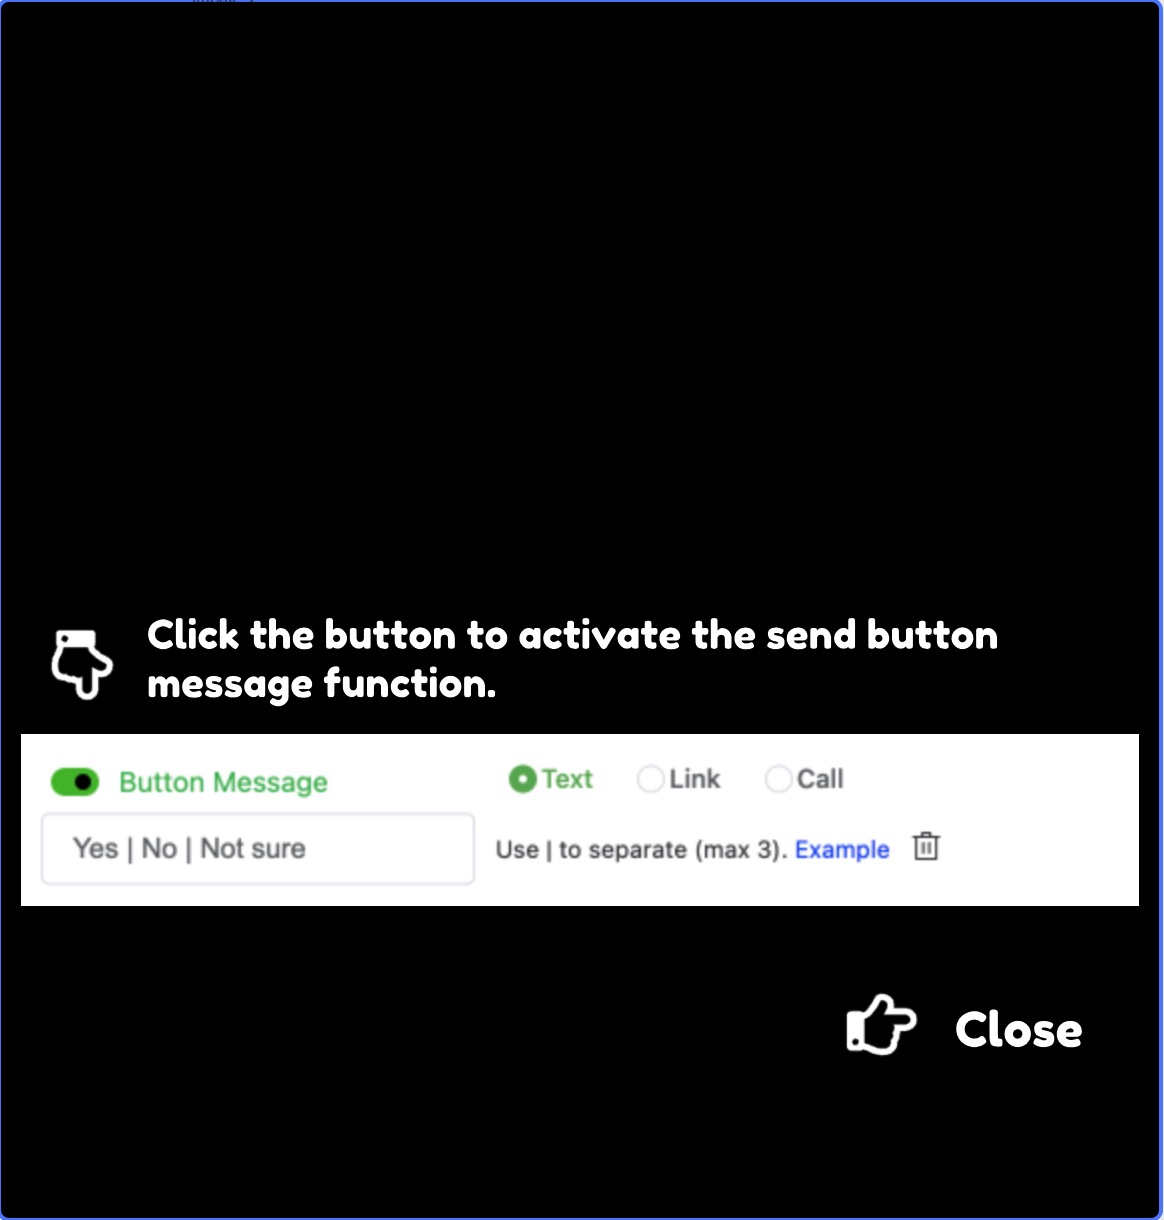 Click the button to activate the send button
message function.
Button Message
Text Link Call
Yes | No | Not sure
Use | to separate (max 3). Example
Close